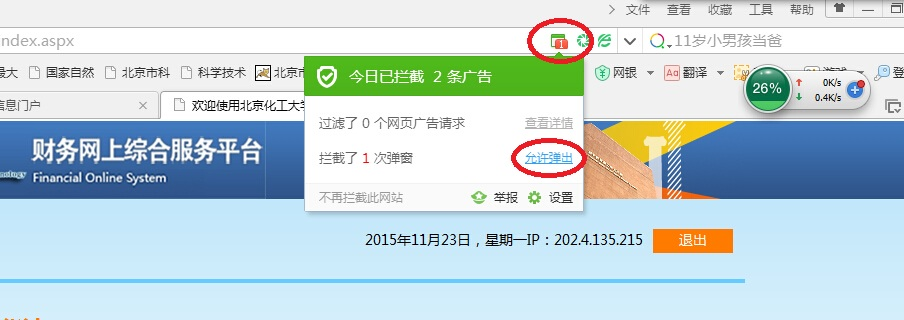 文件 查看 收藏 工具 帮助
ndex.aspx
11岁小男孩当爸
最大 国家自然 北京市科 科学技术 北京市 网银 翻译
信息门户
欢迎使用北京化工大学
今日已拦截 2 条广告
过滤了 0 个网页广告请求 查看详情
拦截了 1 次弹窗 允许弹出
不再拦截此网站 举报 设置
26%
0K/s
0.4K/s
财务网上综合服务平台
Financial Online System
2015年11月23日，星期一IP：202.4.135.215 退出